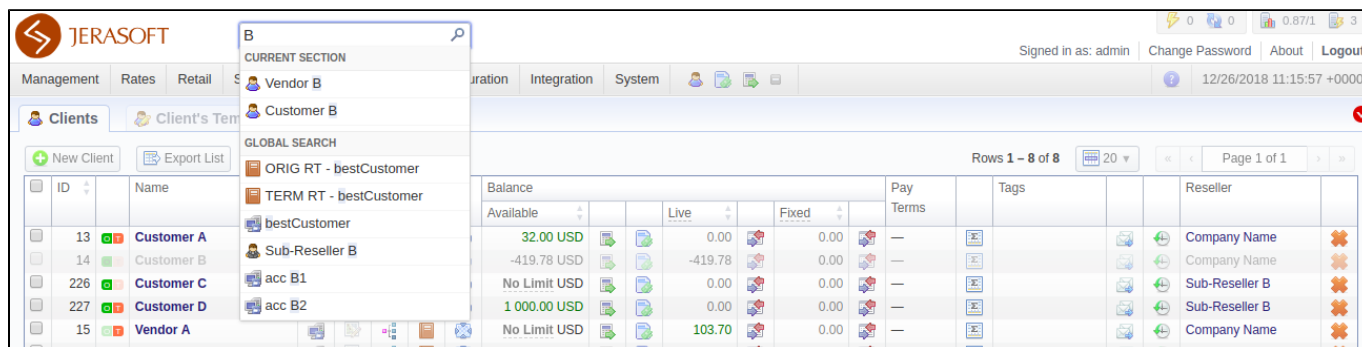 0 0 0.87/1 3
JERASOFT
B
Signed in as: admin Change Password About Logout
CURRENT SECTION
Management Rates Retail S uration Integration System 12/26/2018 11:15:57 +0000
Vendor B
Customer B
Clients Client's Tem
GLOBAL SEARCH
New Client Export List Rows 1 – 8 of 8 20 « ‹ Page 1 of 1 › »
ORIG RT - bestCustomer
TERM RT - bestCustomer
bestCustomer
Sub-Reseller B
acc B1
acc B2
ID Name Balance Pay Terms Tags Reseller
Available Live Fixed
13 O T Customer A 32.00 USD 0.00 0.00 — Company Name
14 Customer B -419.78 USD -419.78 0.00 — Company Name
226 O T Customer C No Limit USD 0.00 0.00 — Sub-Reseller B
227 O T Customer D 1 000.00 USD 0.00 0.00 — Sub-Reseller B
15 O T Vendor A No Limit USD 103.70 0.00 — Company Name